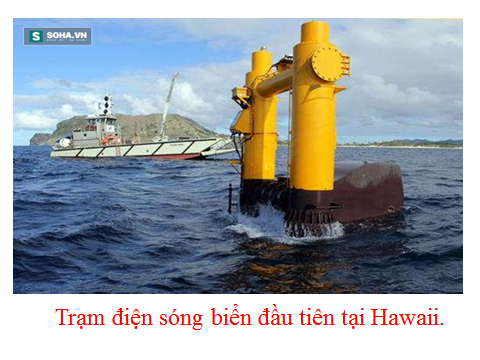 SOHA.VN
Trạm điện sóng biển đầu tiên tại Hawaii.